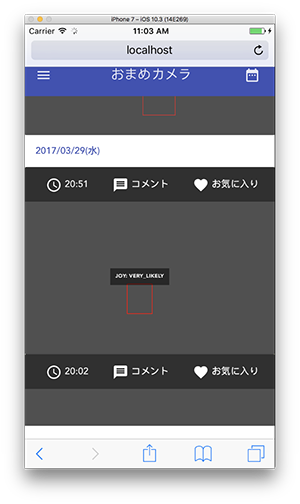 iPhone 7 – iOS 10.3 (14E269)
Carrier 11:03 AM
localhost
おまめカメラ
2017/03/29(水)
20:51 コメント お気に入り
JOY: VERY_LIKELY
20:02 コメント お気に入り